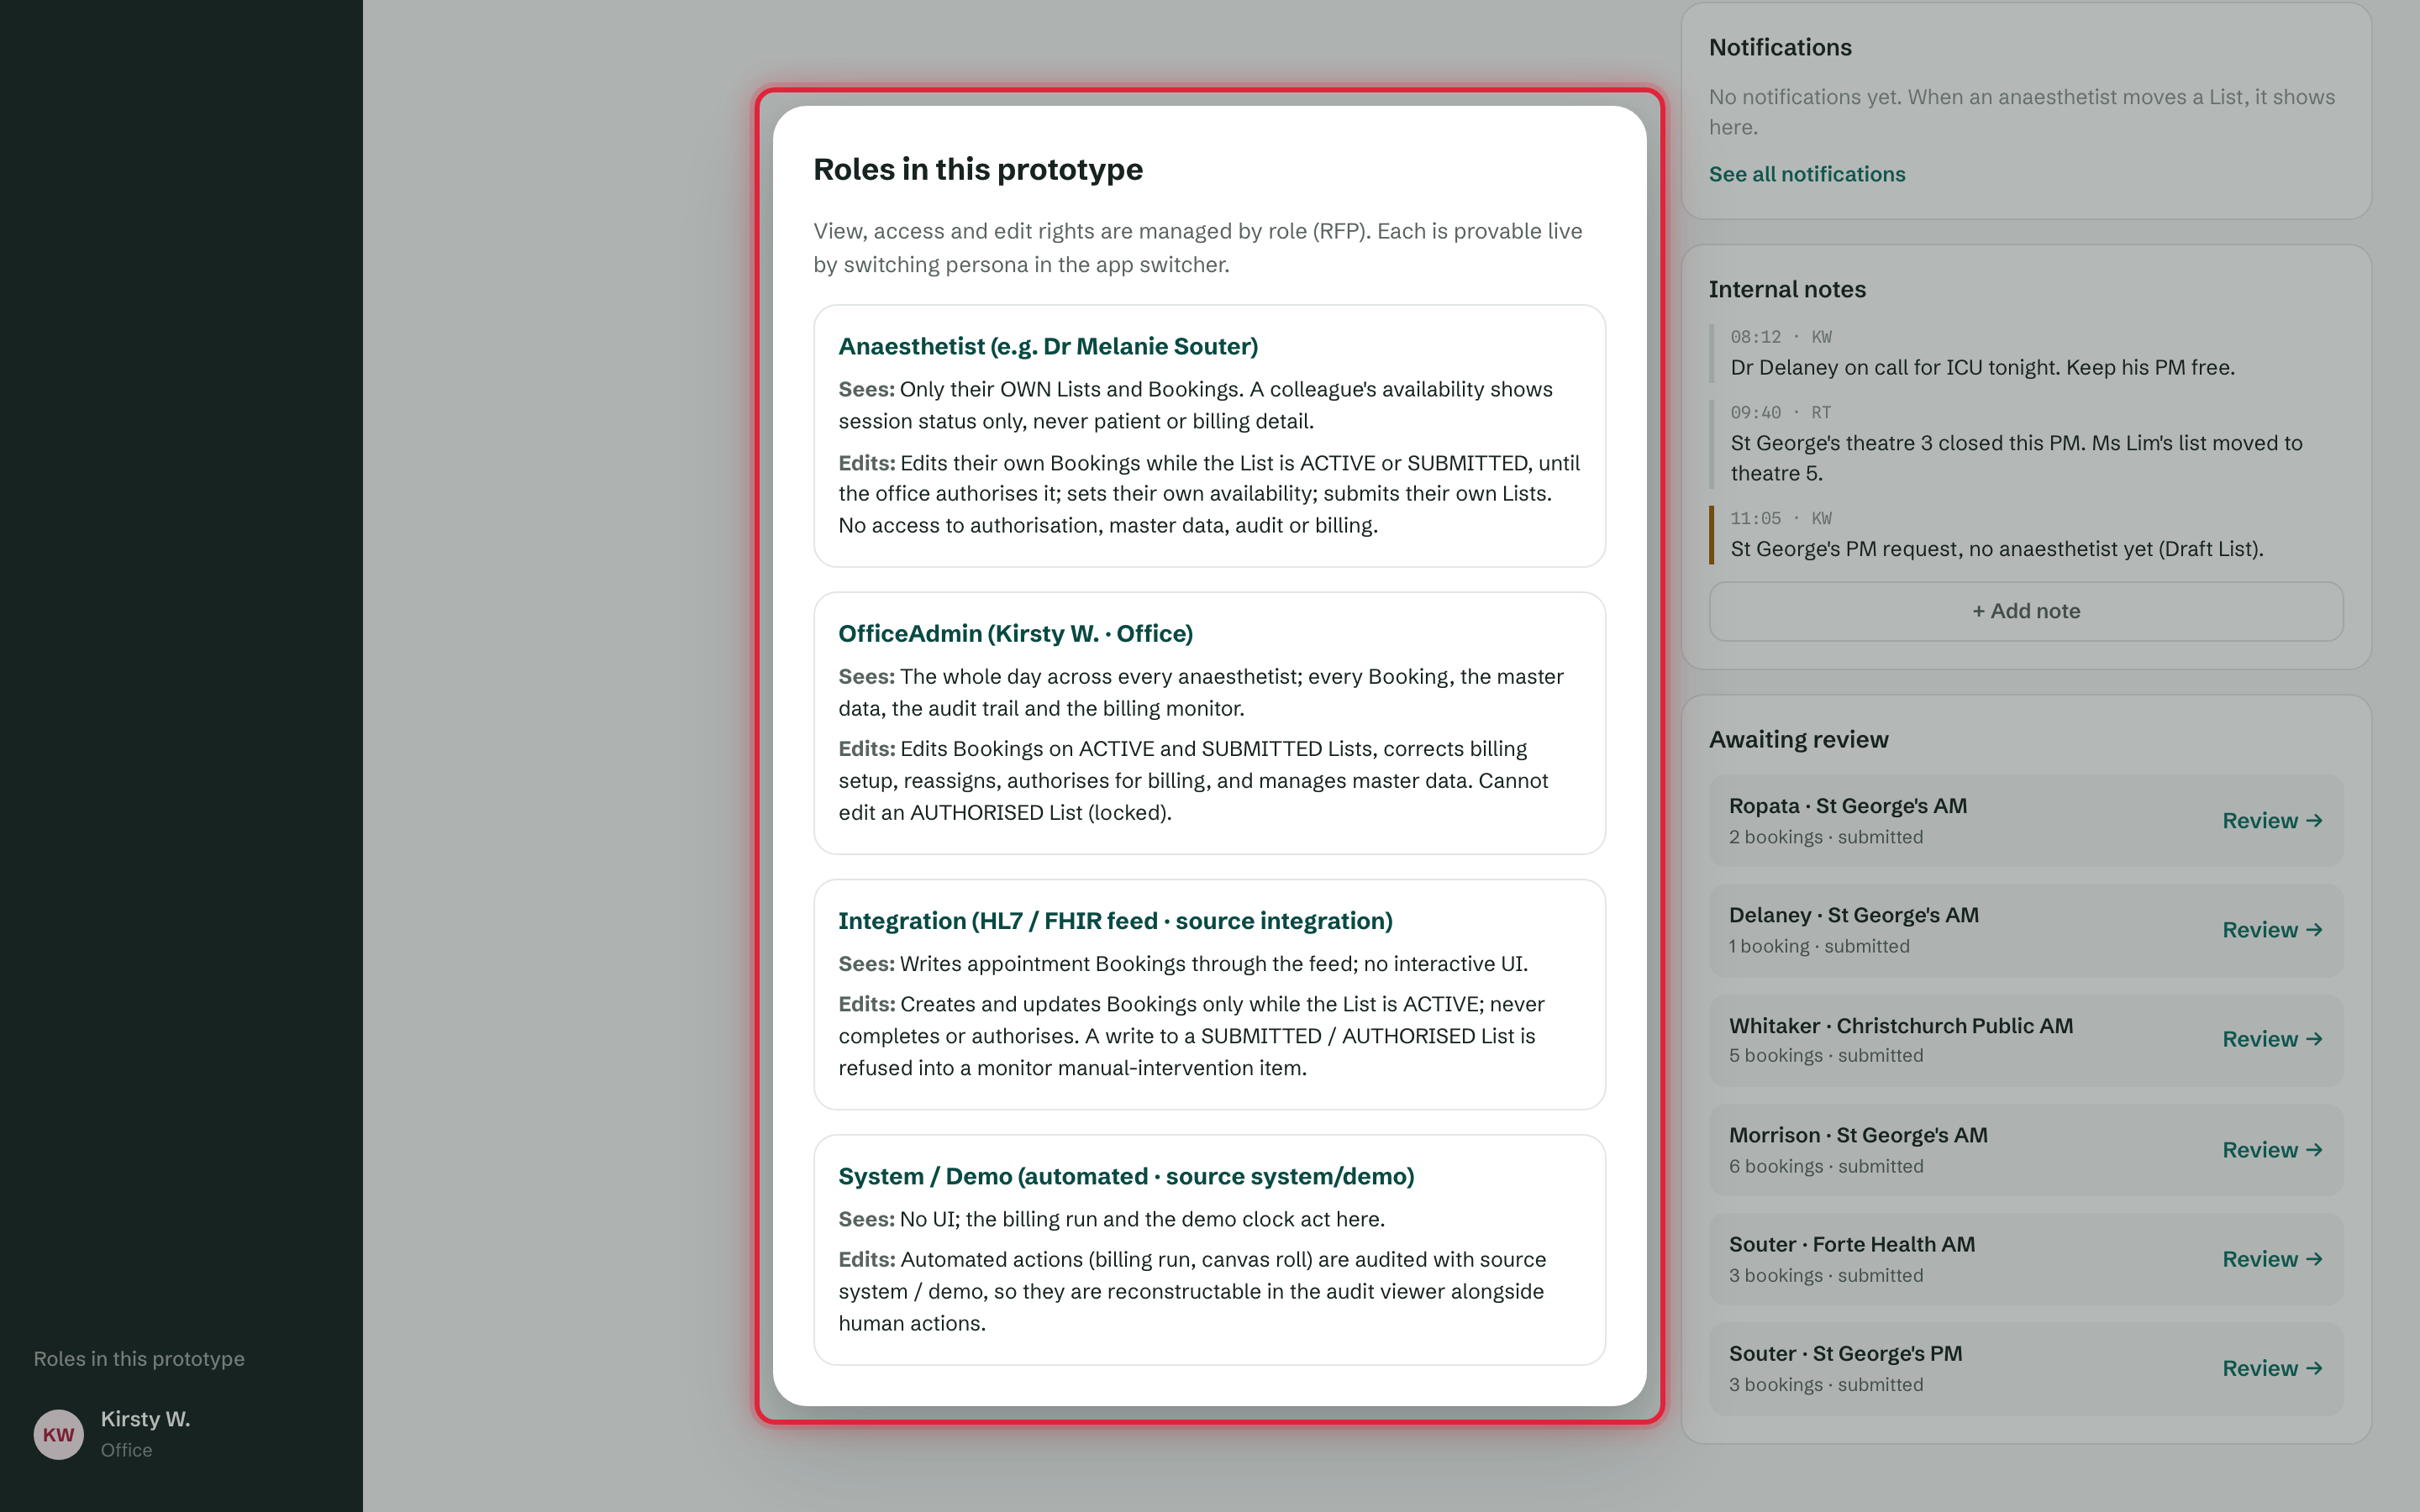 Roles in this prototype
KW
Kirsty W.
Office
Roles in this prototype
View, access and edit rights are managed by role (RFP). Each is provable live
by switching persona in the app switcher.
Anaesthetist (e.g. Dr Melanie Souter)
Sees: Only their OWN Lists and Bookings. A colleague's availability shows
session status only, never patient or billing detail.
Edits: Edits their own Bookings while the List is ACTIVE or SUBMITTED, until
the office authorises it; sets their own availability; submits their own Lists.
No access to authorisation, master data, audit or billing.
OfficeAdmin (Kirsty W. · Office)
Sees: The whole day across every anaesthetist; every Booking, the master
data, the audit trail and the billing monitor.
Edits: Edits Bookings on ACTIVE and SUBMITTED Lists, corrects billing
setup, reassigns, authorises for billing, and manages master data. Cannot
edit an AUTHORISED List (locked).
Integration (HL7 / FHIR feed · source integration)
Sees: Writes appointment Bookings through the feed; no interactive UI.
Edits: Creates and updates Bookings only while the List is ACTIVE; never
completes or authorises. A write to a SUBMITTED / AUTHORISED List is
refused into a monitor manual-intervention item.
System / Demo (automated · source system/demo)
Sees: No UI; the billing run and the demo clock act here.
Edits: Automated actions (billing run, canvas roll) are audited with source
system / demo, so they are reconstructable in the audit viewer alongside
human actions.
Notifications
No notifications yet. When an anaesthetist moves a List, it shows
here.
See all notifications
Internal notes
08:12 · KW
Dr Delaney on call for ICU tonight. Keep his PM free.
09:40 · RT
St George's theatre 3 closed this PM. Ms Lim's list moved to
theatre 5.
11:05 · KW
St George's PM request, no anaesthetist yet (Draft List).
+ Add note
Awaiting review
Ropata · St George's AM
2 bookings · submitted
Review →
Delaney · St George's AM
1 booking · submitted
Review →
Whitaker · Christchurch Public AM
5 bookings · submitted
Review →
Morrison · St George's AM
6 bookings · submitted
Review →
Souter · Forte Health AM
3 bookings · submitted
Review →
Souter · St George's PM
3 bookings · submitted
Review →